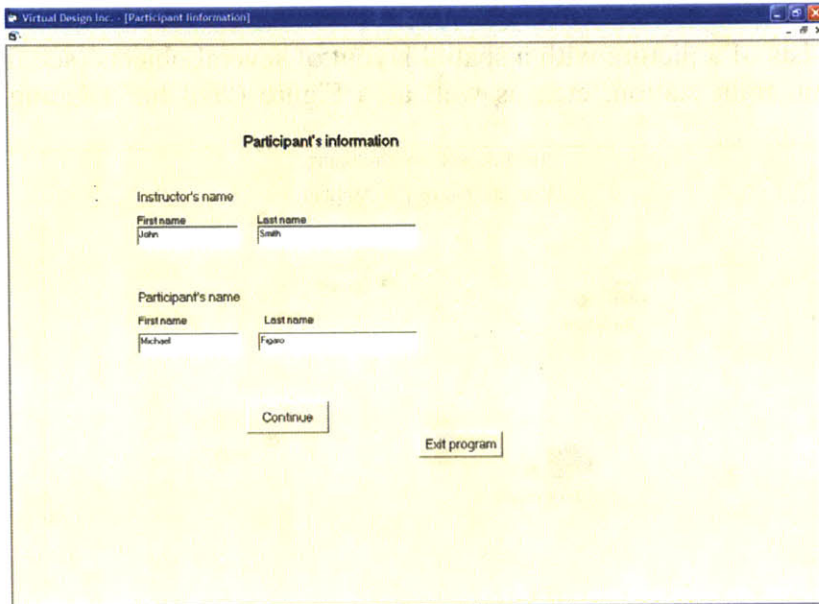 Virtual Design Inc. - [Participant Iinformation]
Participant's information
Instructor's name
First name Last name
John Smith
Participant's name
First name Last name
Michael Figaro
Continue
Exit program